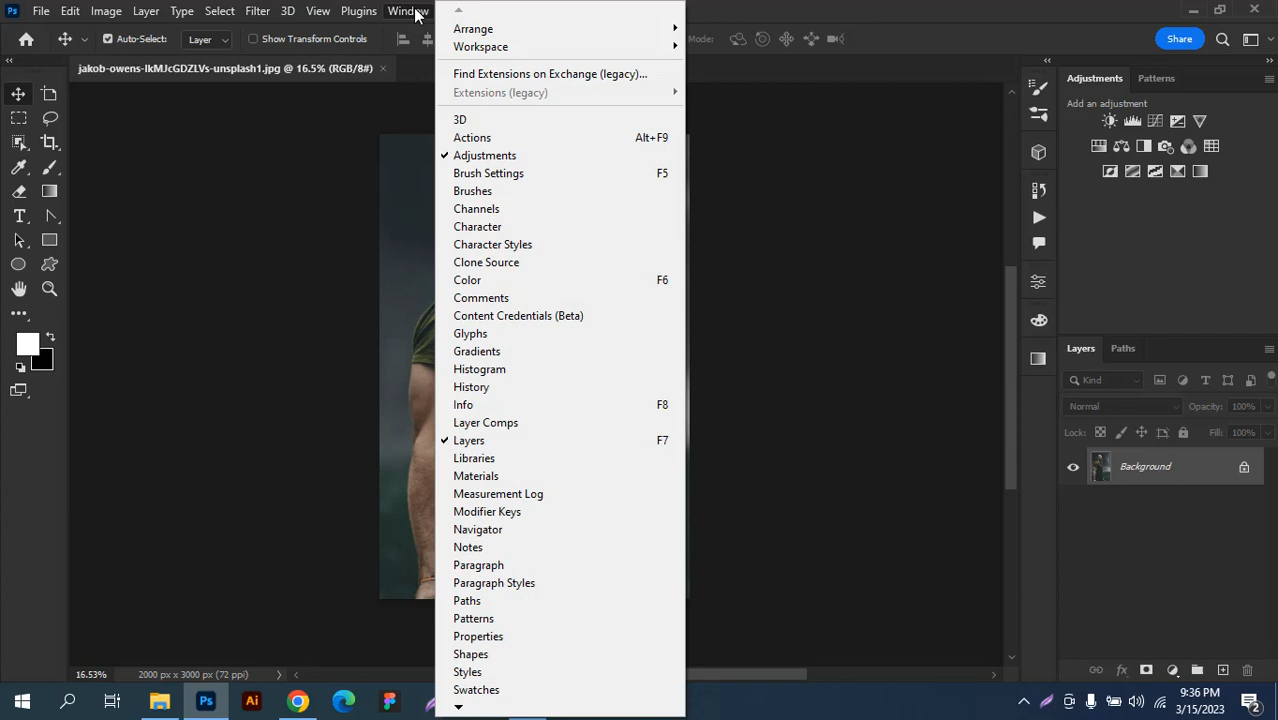 Ps File Edit Image Layer Type Select Filter 3D View Plugins Window
Auto-Select: Layer Show Transform Controls Mode: Share
jakob-owens-lkMJcGDZLVs-unsplash1.jpg @ 16.5% (RGB/8#)
Arrange
Workspace
Find Extensions on Exchange (legacy)...
Extensions (legacy)
3D
Actions Alt+F9
Adjustments
Brush Settings F5
Brushes
Channels
Character
Character Styles
Clone Source
Color F6
Comments
Content Credentials (Beta)
Glyphs
Gradients
Histogram
History
Info F8
Layer Comps
Layers F7
Libraries
Materials
Measurement Log
Modifier Keys
Navigator
Notes
Paragraph
Paragraph Styles
Paths
Patterns
Properties
Shapes
Styles
Swatches
Adjustments Patterns
Add an adjustment
Layers Paths
Kind
Normal Opacity: 100%
Lock: Fill: 100%
Background
16.53% 2000 px x 3000 px (72 ppi)
Ps Ai
9:36 PM
3/15/2023
2